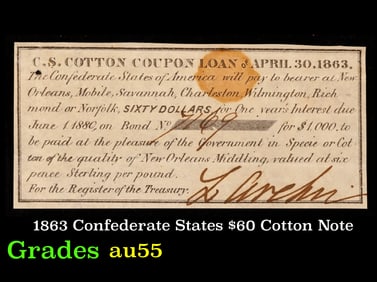 C.S. COTTON COUPON LOAN of APRIL 30, 1863.
The Confederate States of America will pay to bearer at New
Orleans, Mobile, Savannah, Charleston, Wilmington, Rich
mond or Norfolk, SIXTY DOLLARS, for One year's Interest due
June 1 1880, on Bond No 7169 for $1,000, to
be paid at the pleasure of the Government in Specie or Cot
ton of the quality of New Orleans Middling, valued at six
pence Sterling per pound.
For the Register of the Treasury.
1863 Confederate States $60 Cotton Note
Grades au55